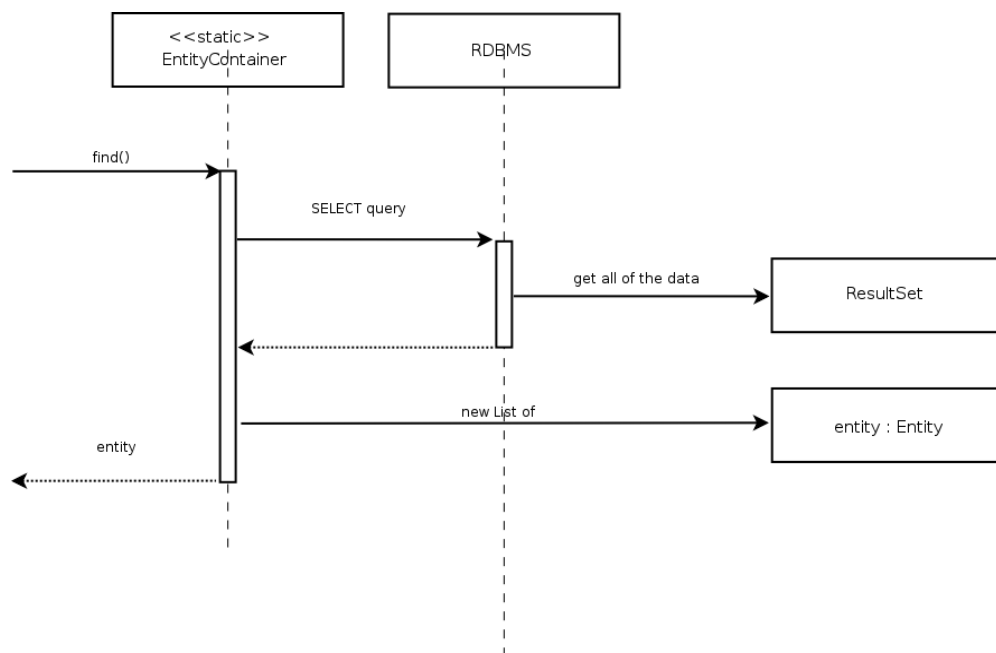 <<static>>
EntityContainer
RDBMS
find()
SELECT query
get all of the data
ResultSet
new List of
entity : Entity
entity